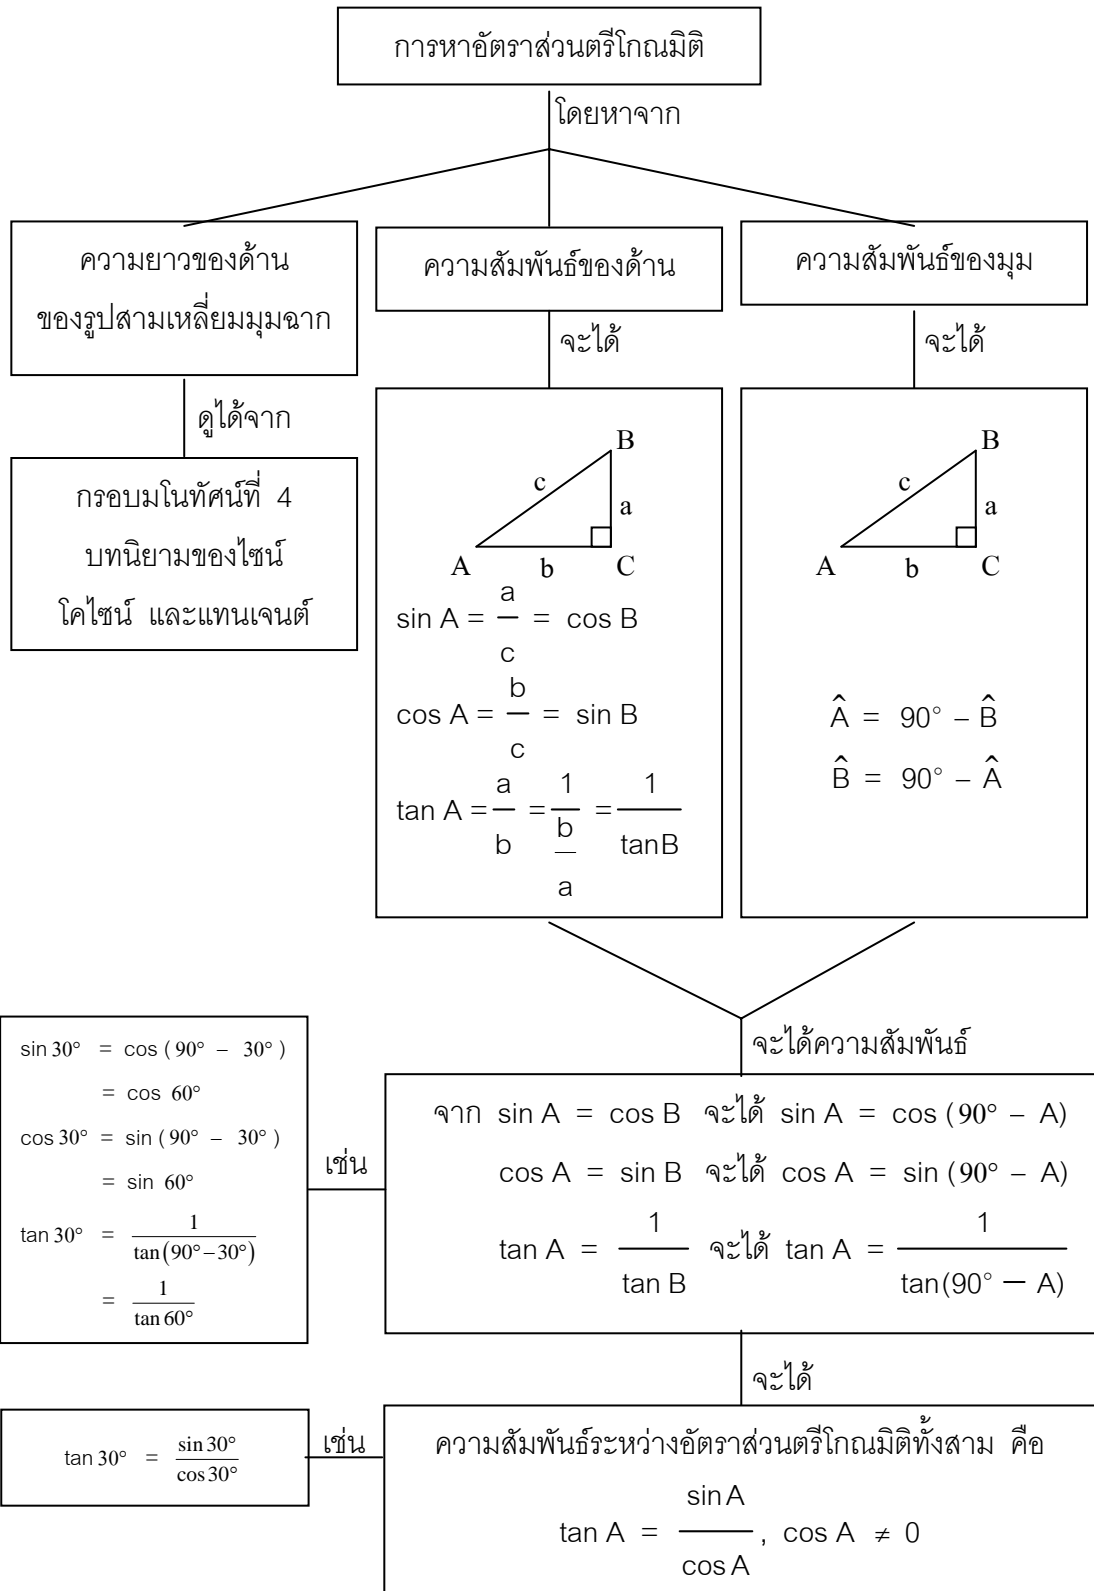 การหาอัตราส่วนตรีโกณมิติ
โดยหาจาก
ความยาวของด้าน
ของรูปสามเหลี่ยมมุมฉาก
ดูได้จาก
กรอบมโนทัศน์ที่ 4
บทนิยามของไซน์
โคไซน์ และแทนเจนต์
ความสัมพันธ์ของด้าน
จะได้
B
c
a
A
b
C
sin A = a/c = cos B
cos A = b/c = sin B
tan A = a/b = 1/(b/a) = 1/tanB
ความสัมพันธ์ของมุม
จะได้
B
c
a
A
b
C
Â = 90° – B̂
B̂ = 90° – Â
จะได้ความสัมพันธ์
จาก sin A = cos B จะได้ sin A = cos (90° – A)
cos A = sin B จะได้ cos A = sin (90° – A)
tan A = 1/tan B จะได้ tan A = 1/tan(90° – A)
เช่น
sin 30° = cos ( 90° – 30° )
= cos 60°
cos 30° = sin ( 90° – 30° )
= sin 60°
tan 30° = 1/tan(90°–30°)
= 1/tan 60°
จะได้
ความสัมพันธ์ระหว่างอัตราส่วนตรีโกณมิติทั้งสาม คือ
tan A = sin A/cos A, cos A ≠ 0
เช่น
tan 30° = sin 30°/cos 30°